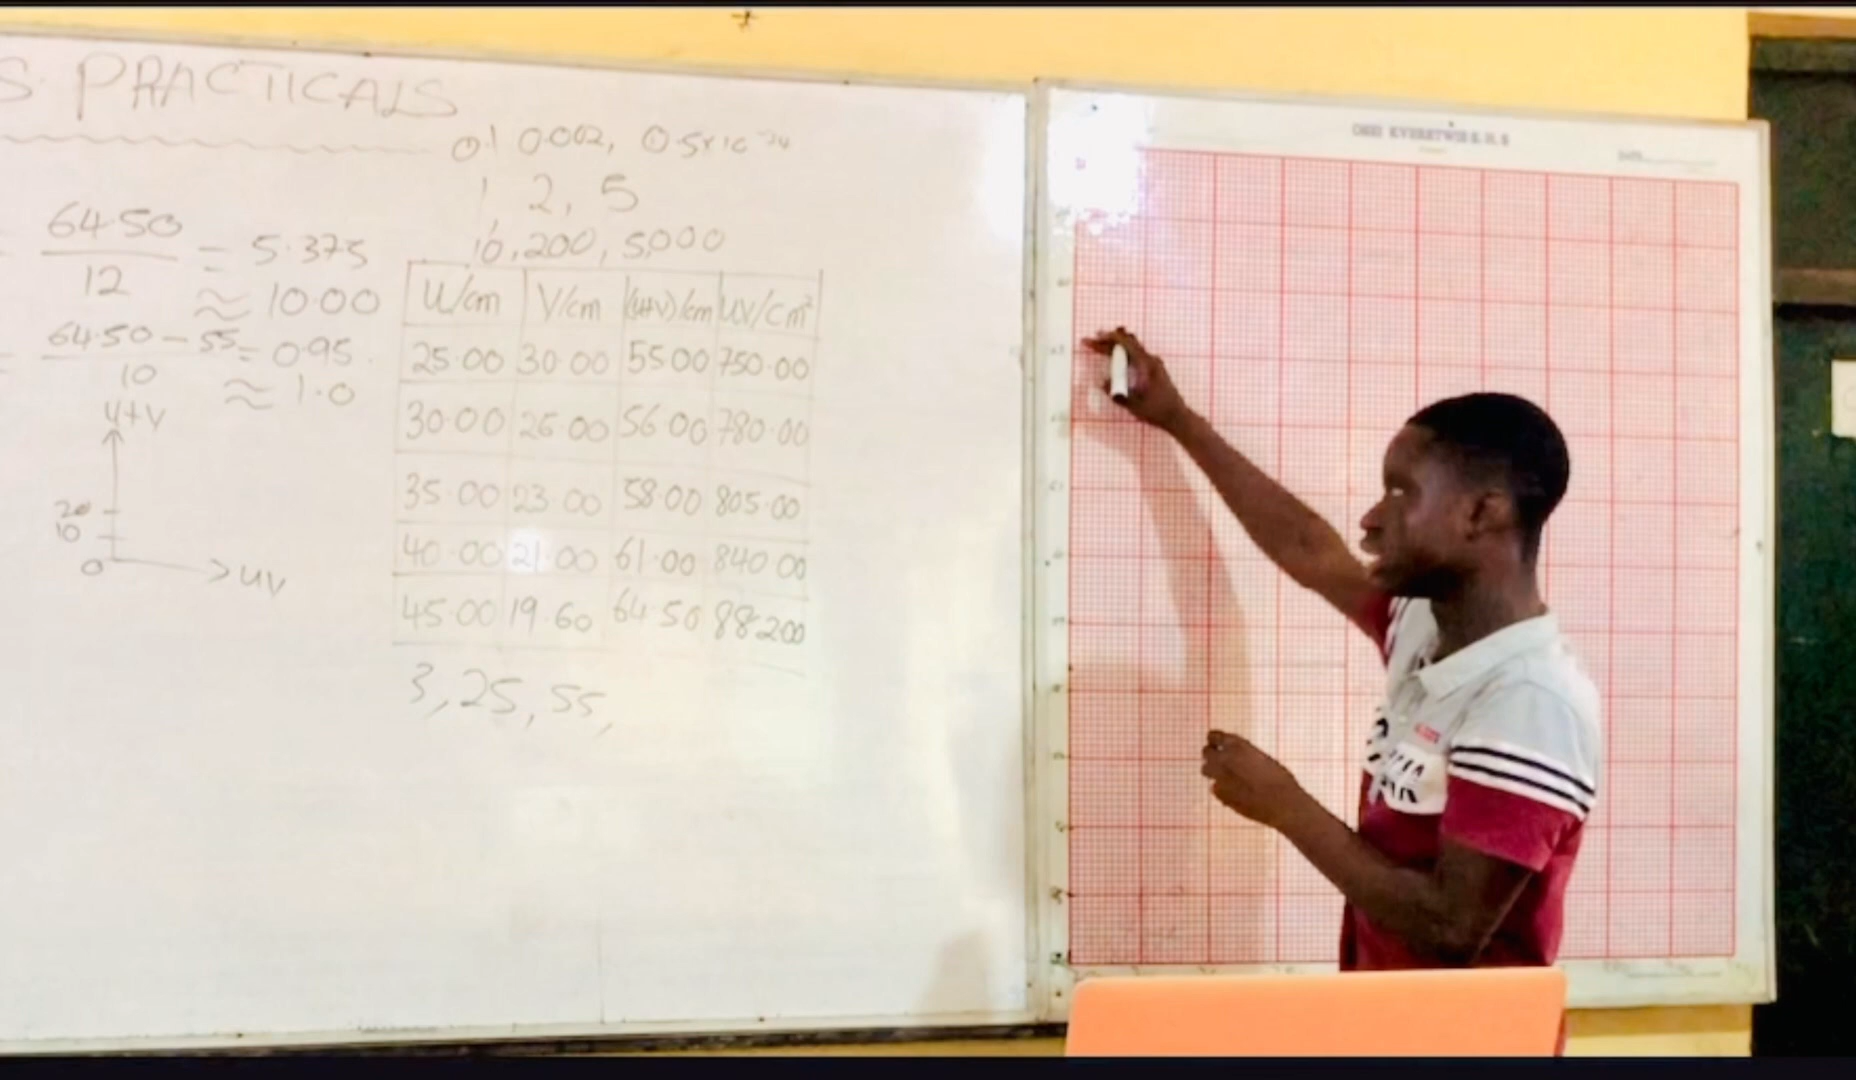 S PRACTICALS
0.1 0.002, 0.5x10
1 2, 5
10, 200, 5,000
64.50
12
= 5.375
≈ 10.00
64.50 - 55 = 0.95
10
≈ 1.0
U+V
20
10
0
UV
U/cm V/cm (U+V)/cm UV/cm²
25.00 30.00 55.00 750.00
30.00 26.00 56.00 780.00
35.00 23.00 58.00 805.00
40.00 21.00 61.00 840.00
45.00 19.60 64.50 882.00
3, 25, 55,